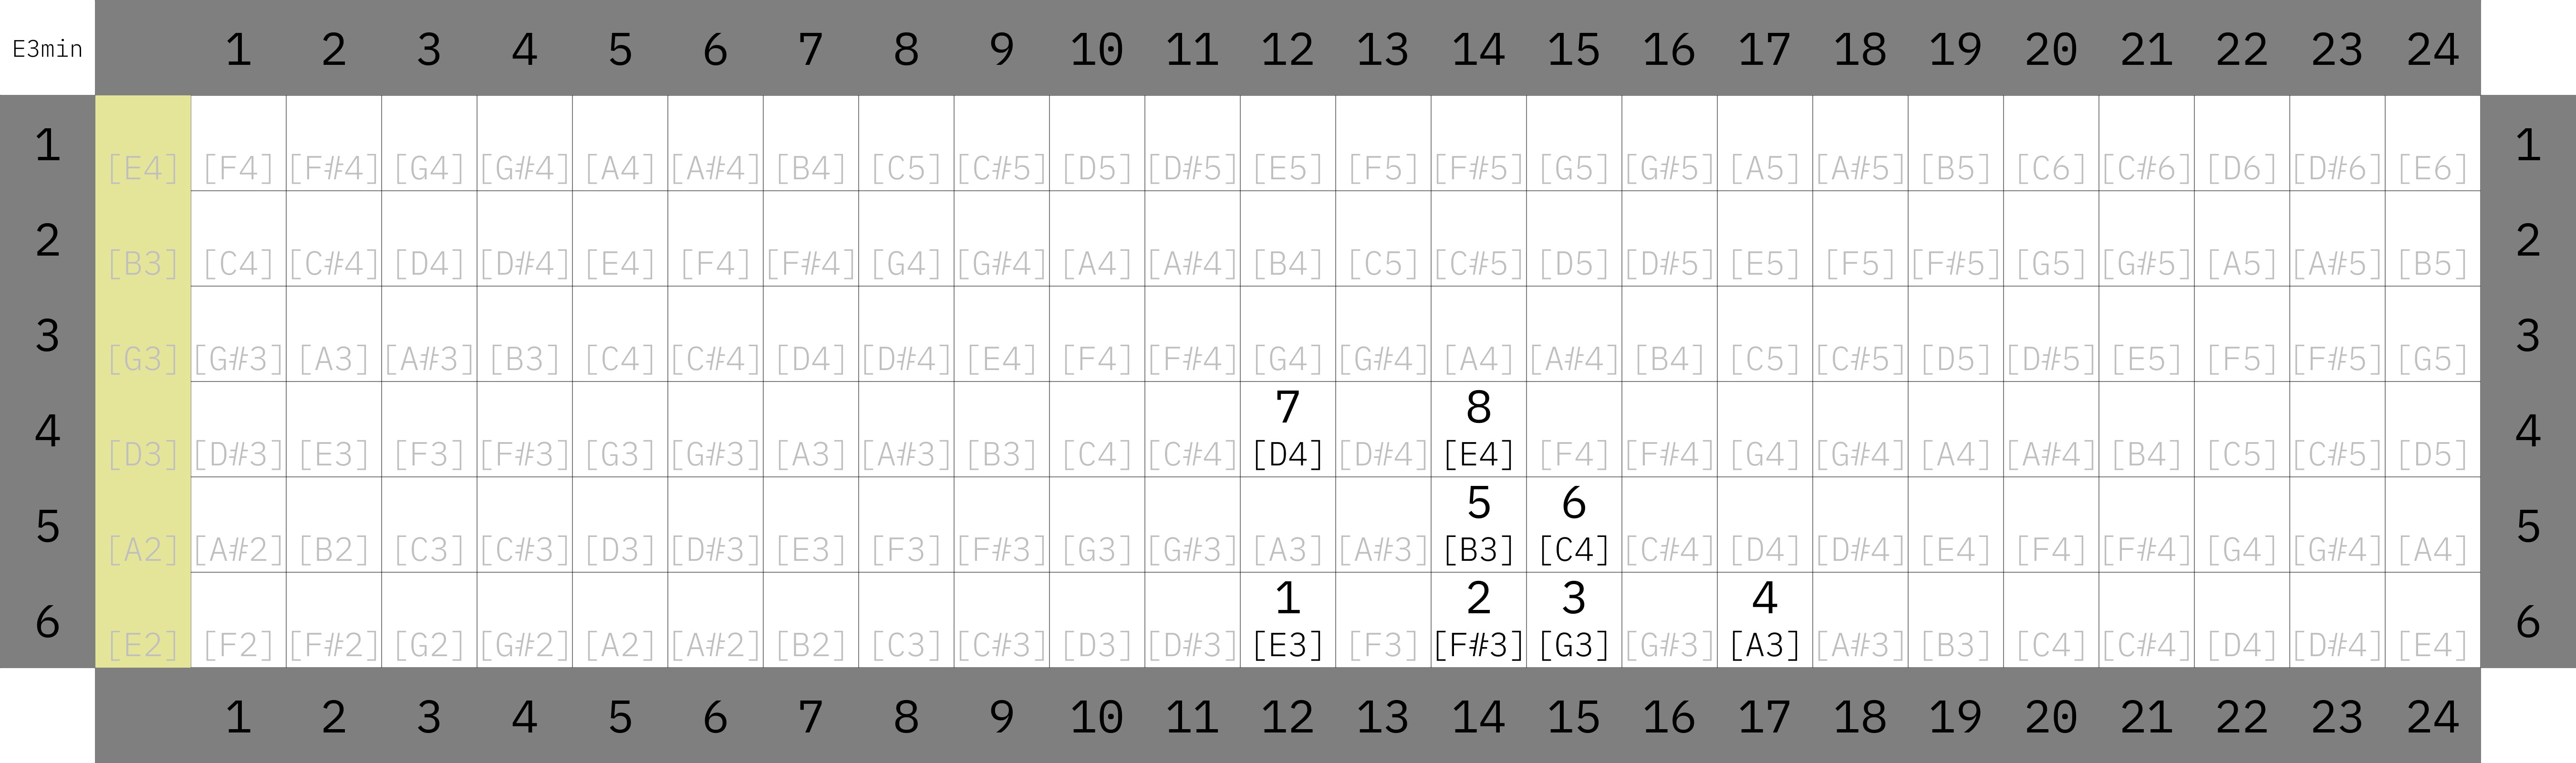 E3min 1 2 3 4 5 6 7 8 9 10 11 12 13 14 15 16 17 18 19 20 21 22 23 24
1 [E4] [F4] [F#4] [G4] [G#4] [A4] [A#4] [B4] [C5] [C#5] [D5] [D#5] [E5] [F5] [F#5] [G5] [G#5] [A5] [A#5] [B5] [C6] [C#6] [D6] [D#6] [E6] 1
2 [B3] [C4] [C#4] [D4] [D#4] [E4] [F4] [F#4] [G4] [G#4] [A4] [A#4] [B4] [C5] [C#5] [D5] [D#5] [E5] [F5] [F#5] [G5] [G#5] [A5] [A#5] [B5] 2
3 [G3] [G#3] [A3] [A#3] [B3] [C4] [C#4] [D4] [D#4] [E4] [F4] [F#4] [G4] [G#4] [A4] [A#4] [B4] [C5] [C#5] [D5] [D#5] [E5] [F5] [F#5] [G5] 3
7 8
4 [D3] [D#3] [E3] [F3] [F#3] [G3] [G#3] [A3] [A#3] [B3] [C4] [C#4] [D4] [D#4] [E4] [F4] [F#4] [G4] [G#4] [A4] [A#4] [B4] [C5] [C#5] [D5] 4
5 6
5 [A2] [A#2] [B2] [C3] [C#3] [D3] [D#3] [E3] [F3] [F#3] [G3] [G#3] [A3] [A#3] [B3] [C4] [C#4] [D4] [D#4] [E4] [F4] [F#4] [G4] [G#4] [A4] 5
1 2 3 4
6 [E2] [F2] [F#2] [G2] [G#2] [A2] [A#2] [B2] [C3] [C#3] [D3] [D#3] [E3] [F3] [F#3] [G3] [G#3] [A3] [A#3] [B3] [C4] [C#4] [D4] [D#4] [E4] 6
1 2 3 4 5 6 7 8 9 10 11 12 13 14 15 16 17 18 19 20 21 22 23 24